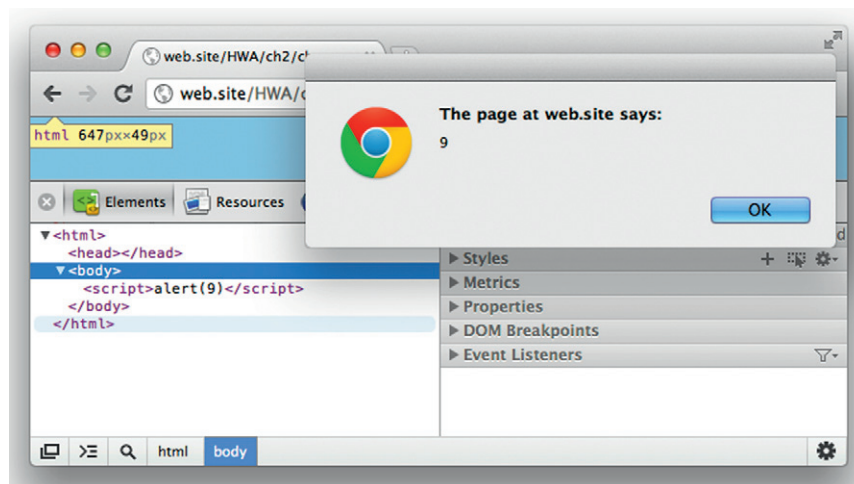 web.site/HWA/ch2/c
web.site/HWA/
html 647px×49px
The page at web.site says:
9
OK
Elements
Resources
<html>
<head></head>
<body>
<script>alert(9)</script>
</body>
</html>
Styles
Metrics
Properties
DOM Breakpoints
Event Listeners
html
body